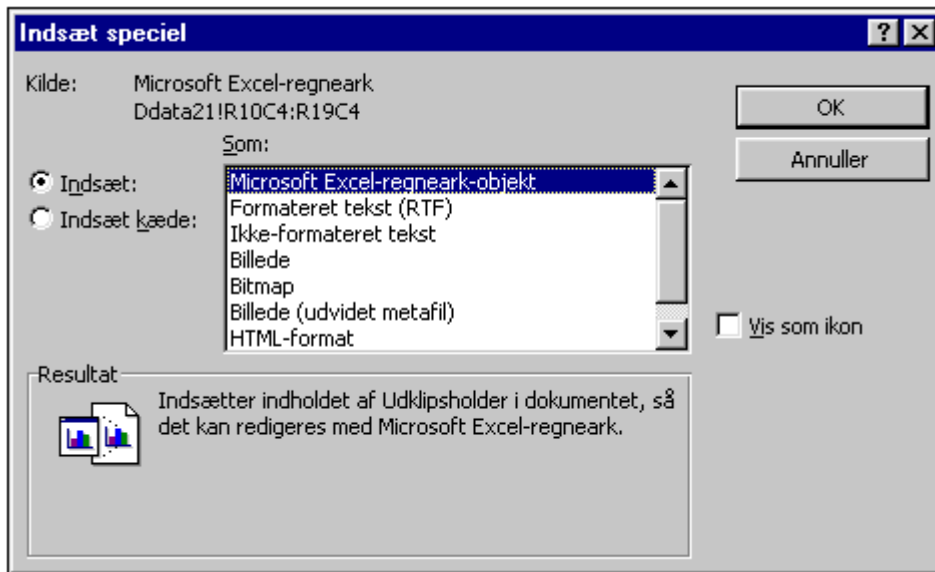 Indsæt speciel
Kilde: Microsoft Excel-regneark
Ddata21!R10C4:R19C4
OK
Annuller
Som:
Indsæt:
Indsæt kæde:
Microsoft Excel-regneark-objekt
Formateret tekst (RTF)
Ikke-formateret tekst
Billede
Bitmap
Billede (udvidet metafil)
HTML-format
Vis som ikon
Resultat
Indsætter indholdet af Udklipsholder i dokumentet, så
det kan redigeres med Microsoft Excel-regneark.